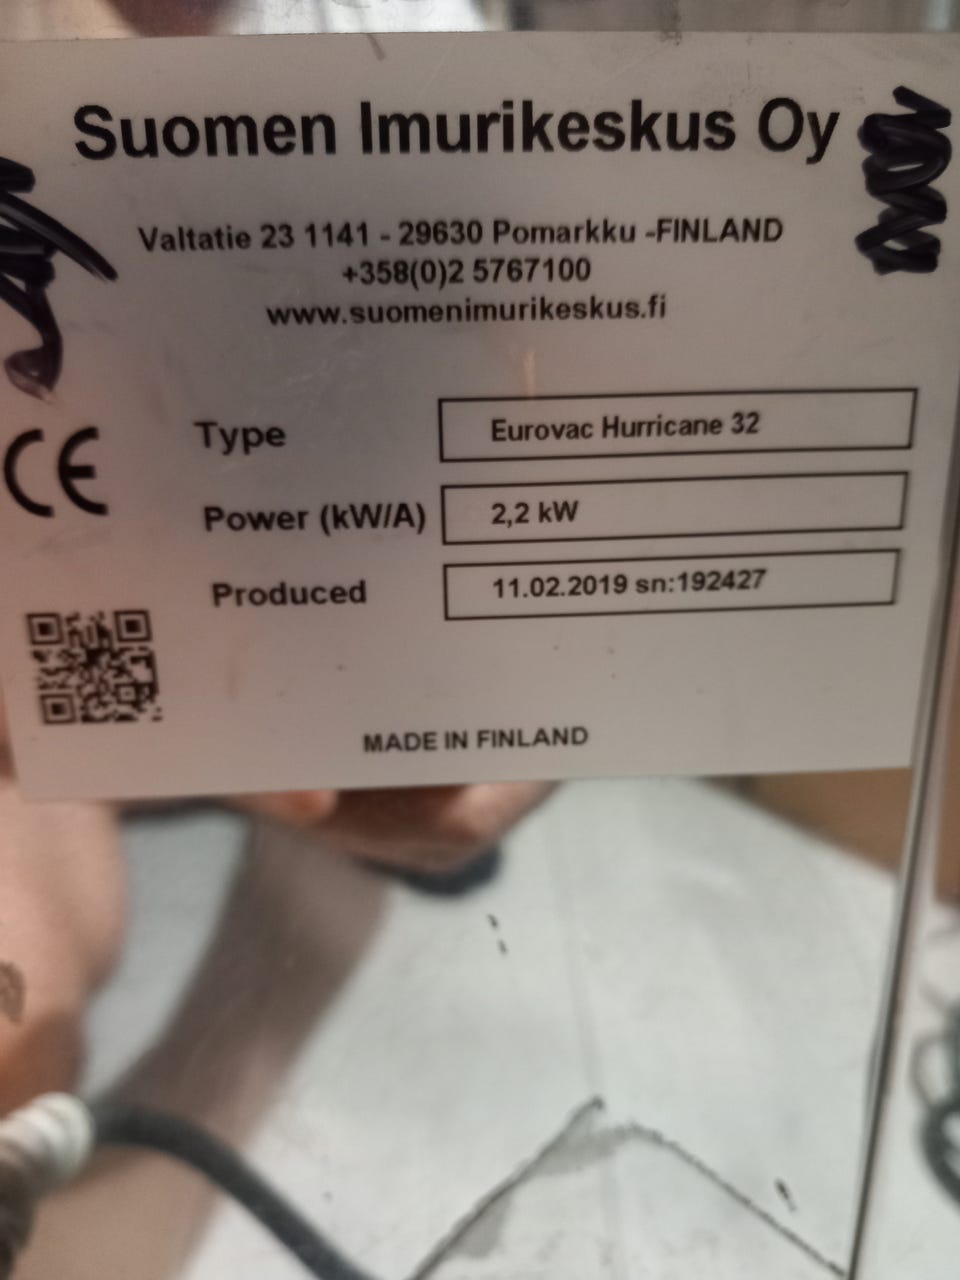 Suomen Imurikeskus Oy
Valtatie 23 1141 - 29630 Pomarkku -FINLAND
+358(0)2 5767100
www.suomenimurikeskus.fi
CE
Type Eurovac Hurricane 32
Power (kW/A) 2,2 kW
Produced 11.02.2019 sn:192427
MADE IN FINLAND